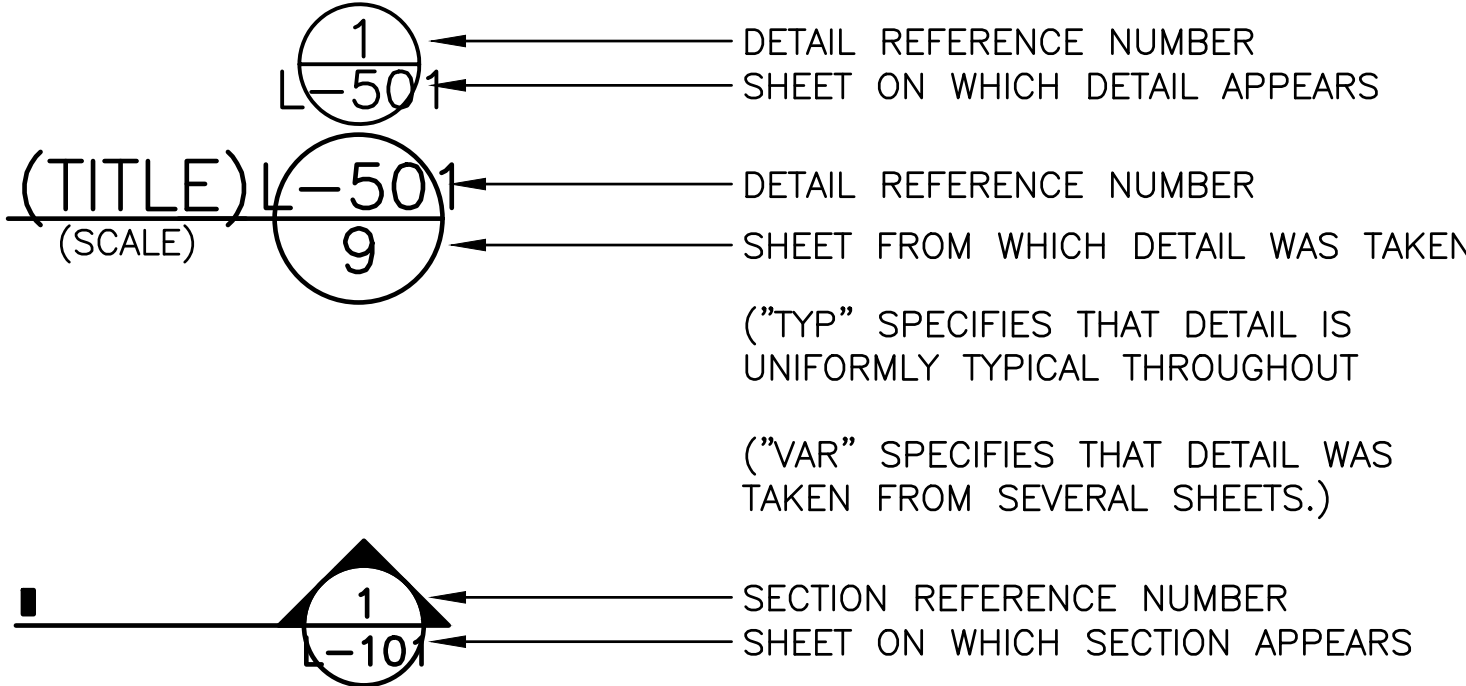 1
DETAIL REFERENCE NUMBER
L-501
SHEET ON WHICH DETAIL APPEARS
(TITLE)
L-501
DETAIL REFERENCE NUMBER
(SCALE)
9
SHEET FROM WHICH DETAIL WAS TAKEN
("TYP" SPECIFIES THAT DETAIL IS
UNIFORMLY TYPICAL THROUGHOUT
("VAR" SPECIFIES THAT DETAIL WAS
TAKEN FROM SEVERAL SHEETS.)
1
SECTION REFERENCE NUMBER
L-101
SHEET ON WHICH SECTION APPEARS